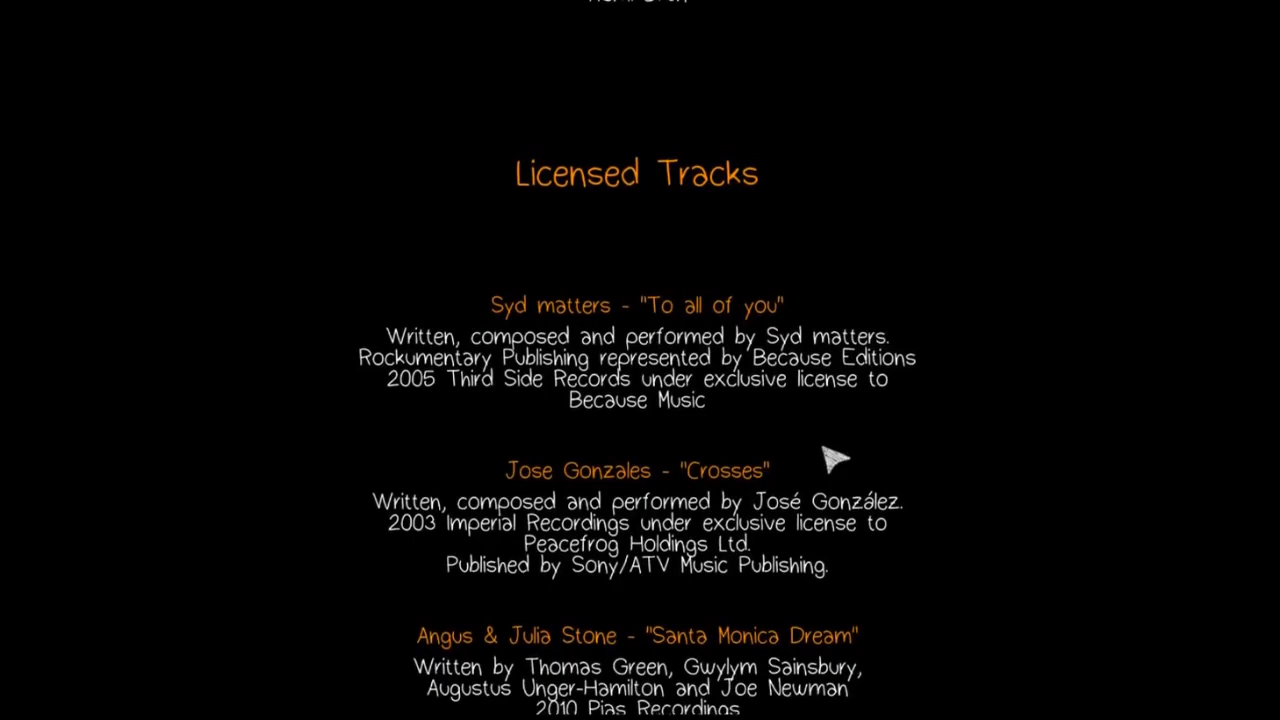 Licensed Tracks
Syd matters - "To all of you"
Written, composed and performed by Syd matters.
Rockumentary Publishing represented by Because Editions
2005 Third Side Records under exclusive license to
Because Music
Jose Gonzales - "Crosses"
Written, composed and performed by José González.
2003 Imperial Recordings under exclusive license to
Peacefrog Holdings Ltd.
Published by Sony/ATV Music Publishing.
Angus & Julia Stone - "Santa Monica Dream"
Written by Thomas Green, Gwylym Sainsbury,
Augustus Unger-Hamilton and Joe Newman
2010 Pias Recordings